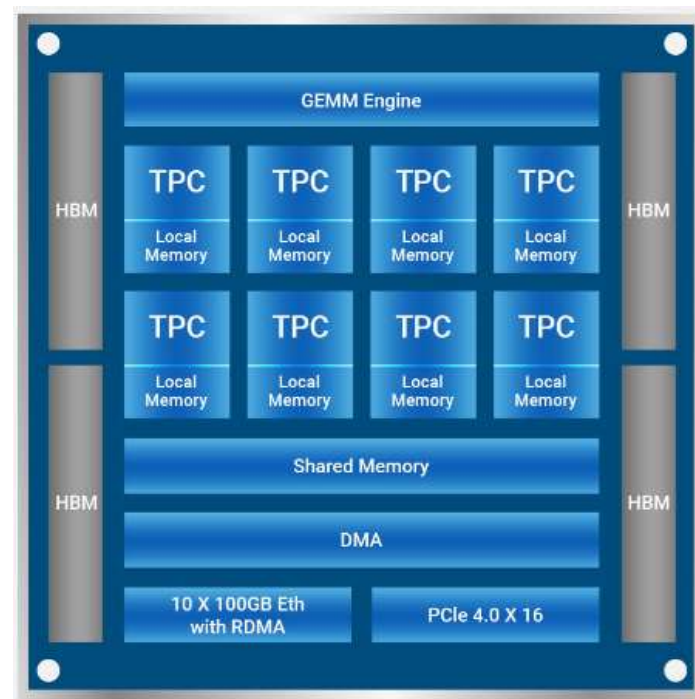 GEMM Engine
HBM
HBM
TPC
TPC
TPC
TPC
Local
Memory
Local
Memory
Local
Memory
Local
Memory
TPC
TPC
TPC
TPC
Local
Memory
Local
Memory
Local
Memory
Local
Memory
Shared Memory
HBM
HBM
DMA
10 X 100GB Eth
with RDMA
PCle 4.0 X 16